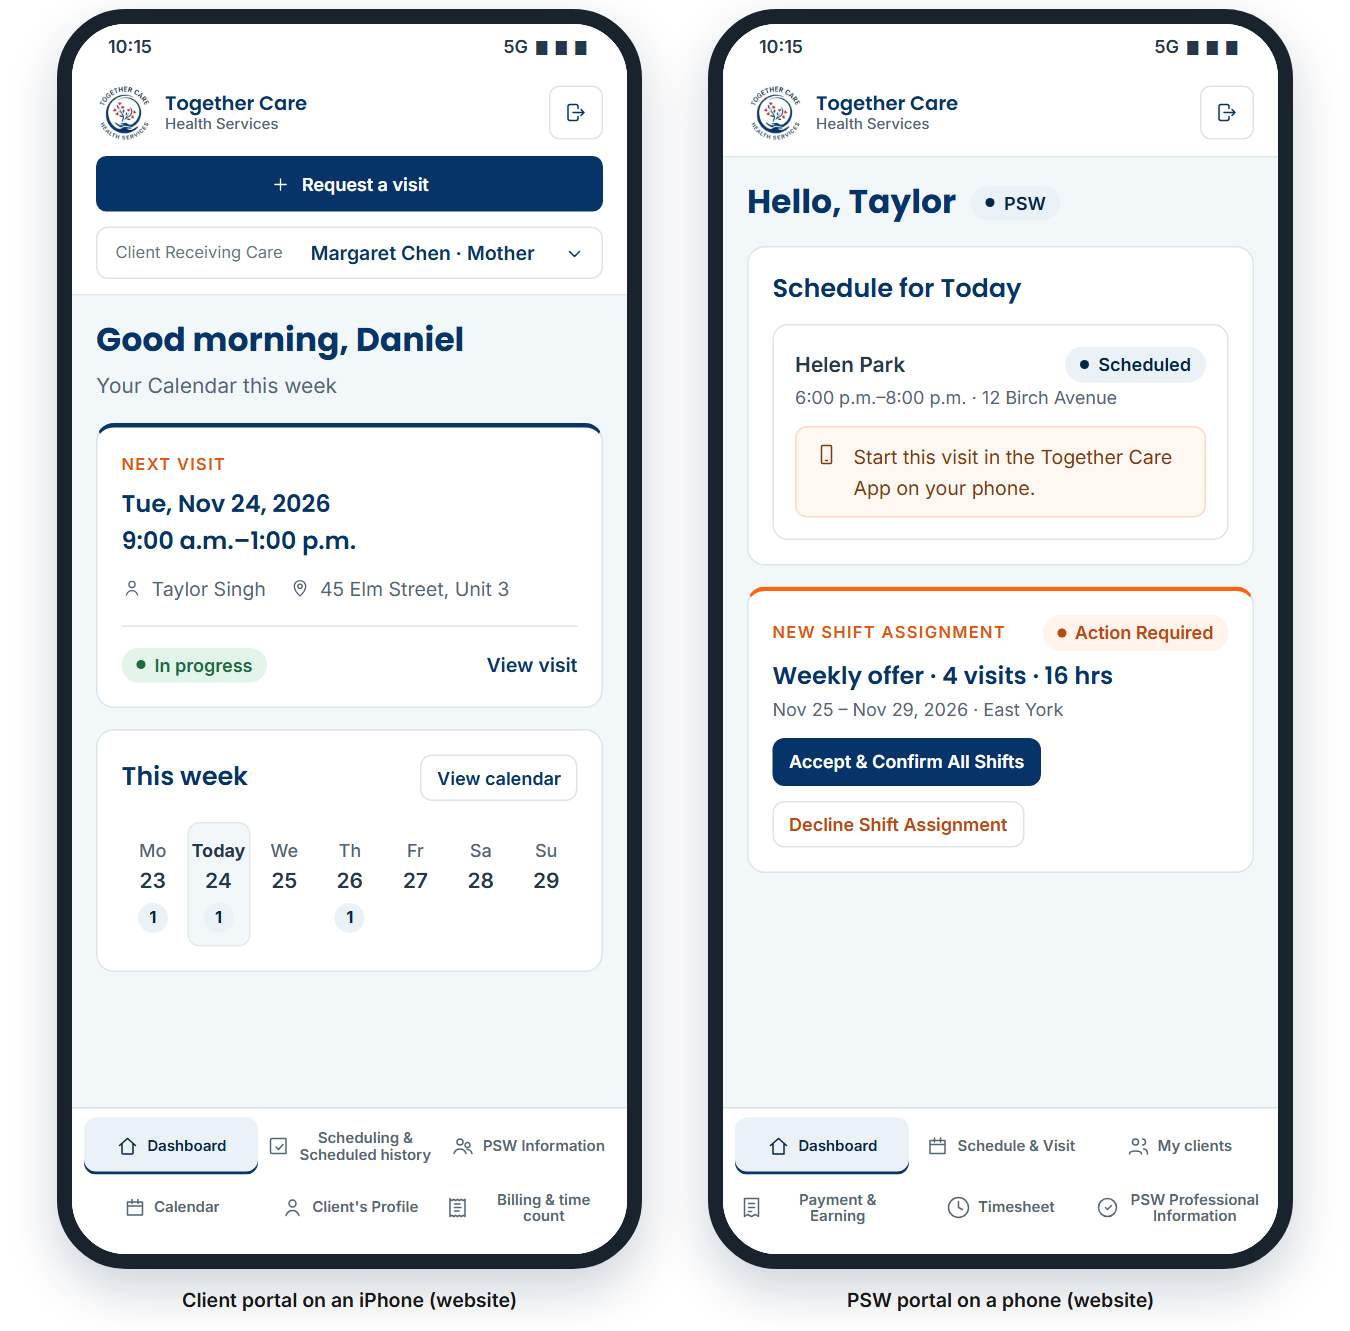 10:15
5G
TOGETHER CARE
HEALTH SERVICES
Together Care
Health Services
+ Request a visit
Client Receiving Care Margaret Chen · Mother
Good morning, Daniel
Your Calendar this week
NEXT VISIT
Tue, Nov 24, 2026
9:00 a.m.–1:00 p.m.
Taylor Singh 45 Elm Street, Unit 3
In progress View visit
This week View calendar
Mo Today We Th Fr Sa Su
23 24 25 26 27 28 29
1 1 1
Dashboard
Scheduling &
Scheduled history
PSW Information
Calendar
Client's Profile
Billing & time
count
Client portal on an iPhone (website)
10:15
5G
TOGETHER CARE
HEALTH SERVICES
Together Care
Health Services
Hello, Taylor PSW
Schedule for Today
Helen Park Scheduled
6:00 p.m.–8:00 p.m. · 12 Birch Avenue
Start this visit in the Together Care
App on your phone.
NEW SHIFT ASSIGNMENT Action Required
Weekly offer · 4 visits · 16 hrs
Nov 25 – Nov 29, 2026 · East York
Accept & Confirm All Shifts
Decline Shift Assignment
Dashboard
Schedule & Visit
My clients
Payment &
Earning
Timesheet
PSW Professional
Information
PSW portal on a phone (website)